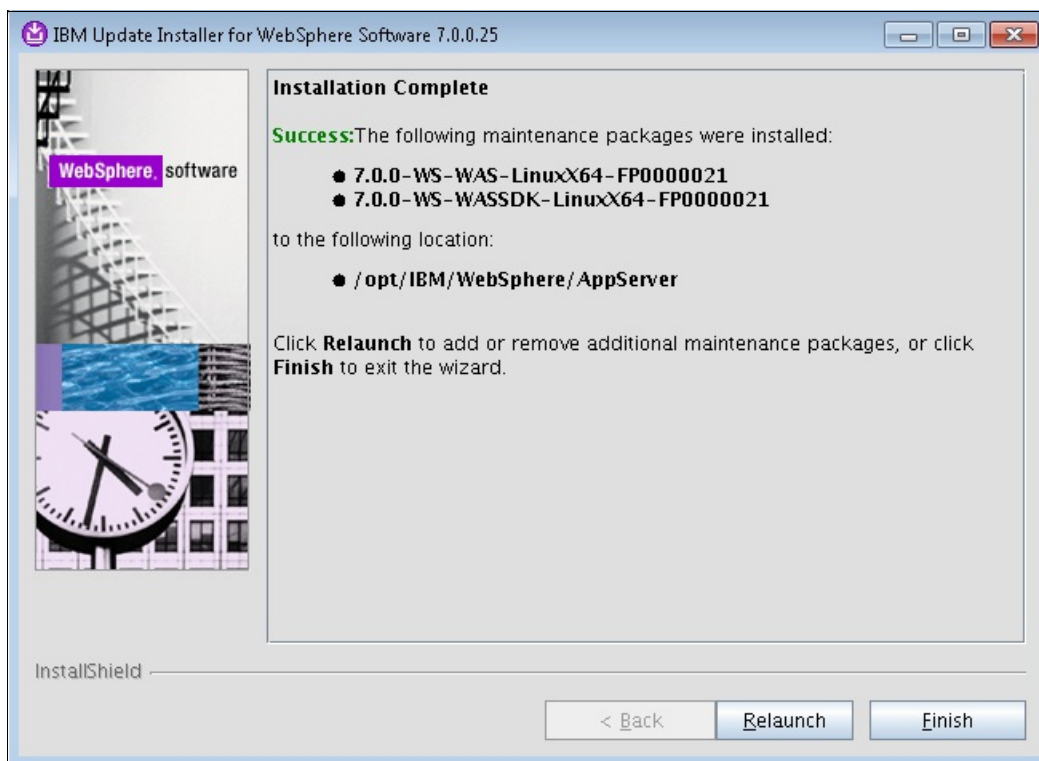 IBM Update Installer for WebSphere Software 7.0.0.25
WebSphere. software
Installation Complete
Success:The following maintenance packages were installed:
● 7.0.0-WS-WAS-LinuxX64-FP0000021
● 7.0.0-WS-WASSDK-LinuxX64-FP0000021
to the following location:
● /opt/IBM/WebSphere/AppServer
Click Relaunch to add or remove additional maintenance packages, or click
Finish to exit the wizard.
InstallShield
< Back
Relaunch
Finish